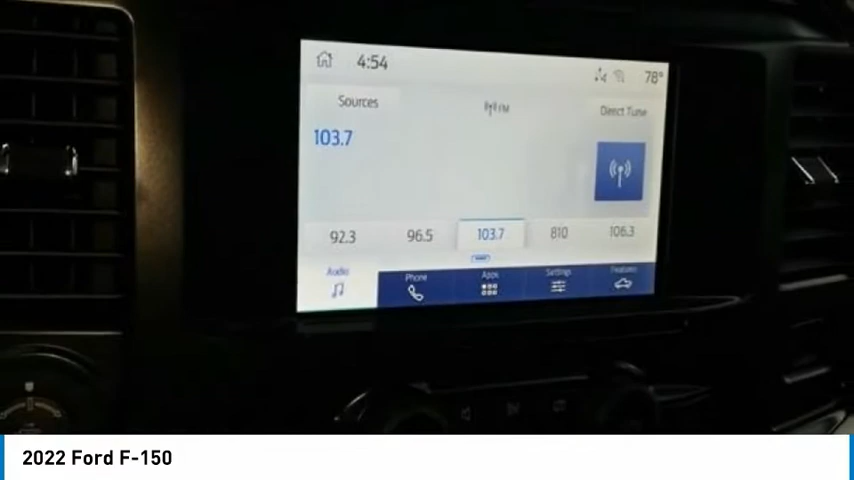 4:54
78°
Sources
FM
Direct Tune
103.7
92.3 96.5 103.7 810 106.3
Audio Phone Apps Settings Features
2022 Ford F-150